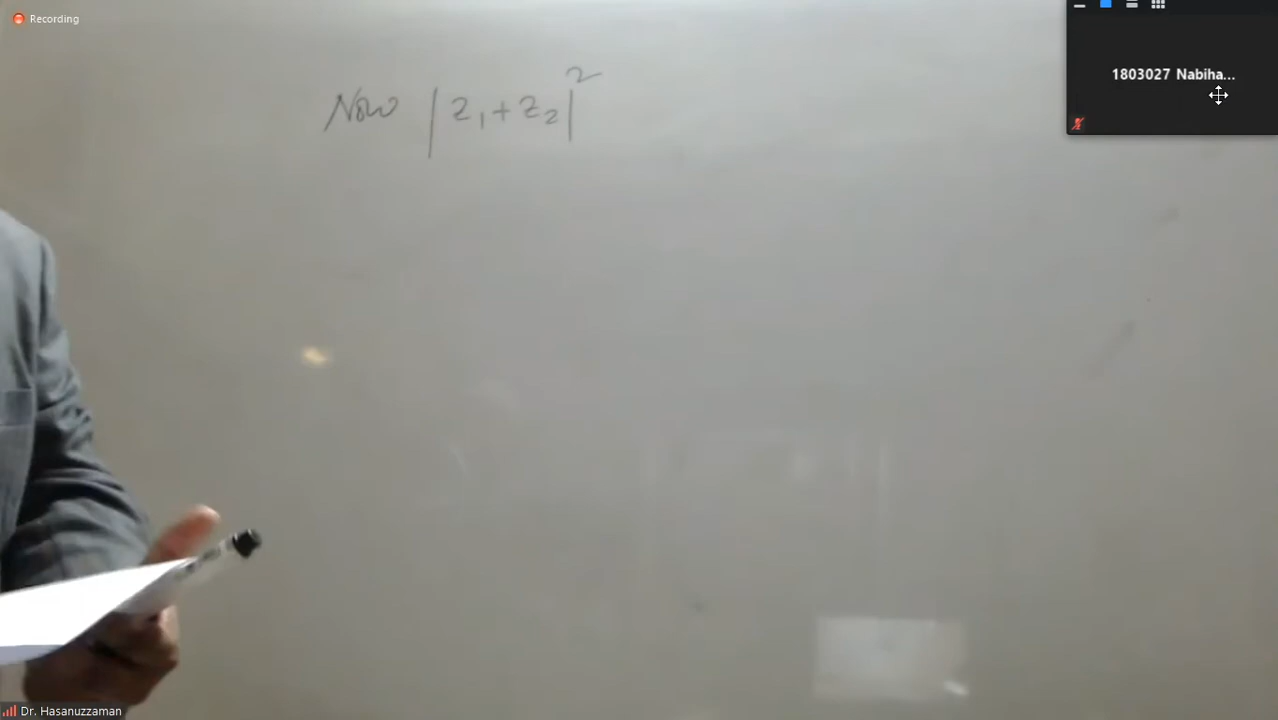 Recording
1803027 Nabiha...
Now |z₁+z₂|²
Dr. Hasanuzzaman